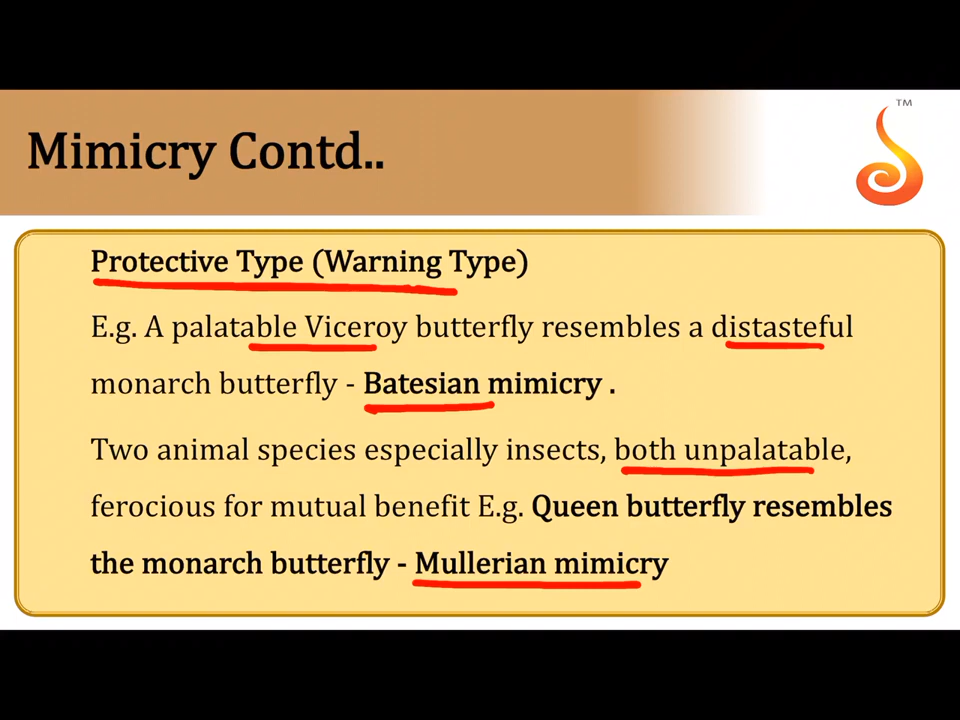 TM
Mimicry Contd..
Protective Type (Warning Type)
E.g. A palatable Viceroy butterfly resembles a distasteful
monarch butterfly - Batesian mimicry .
Two animal species especially insects, both unpalatable,
ferocious for mutual benefit E.g. Queen butterfly resembles
the monarch butterfly - Mullerian mimicry